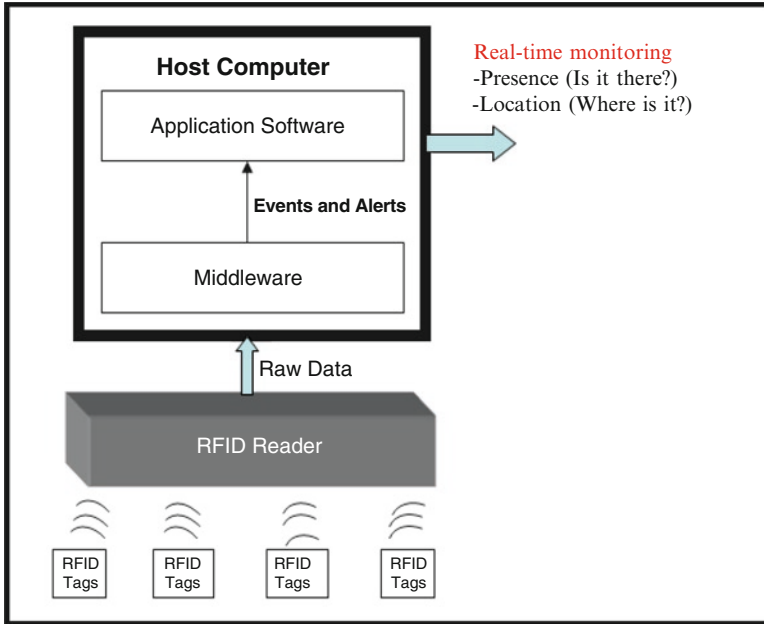 Host Computer
Application Software
Events and Alerts
Middleware
Real-time monitoring
-Presence (Is it there?)
-Location (Where is it?)
Raw Data
RFID Reader
RFID
Tags
RFID
Tags
RFID
Tags
RFID
Tags